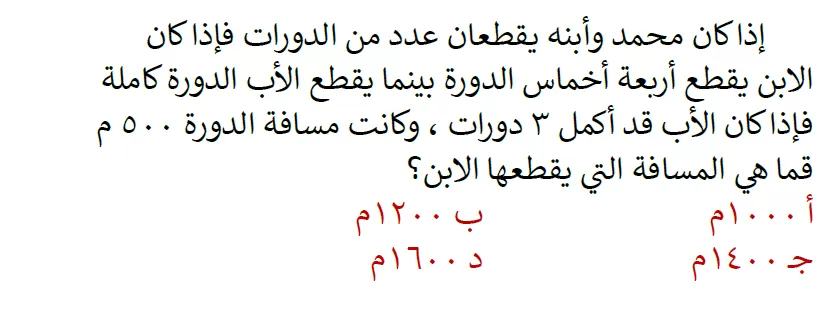 إذا كان محمد وأبنه يقطعان عدد من الدورات فإذا كان
الابن يقطع أربعة أخماس الدورة بينما يقطع الأب الدورة كاملة
فإذا كان الأب قد أكمل ٣ دورات ، وكانت مسافة الدورة ٥٠٠ م
قما هي المسافة التي يقطعها الابن؟
أ ١٠٠٠م ب ١٢٠٠م
جـ ١٤٠٠م د ١٦٠٠م